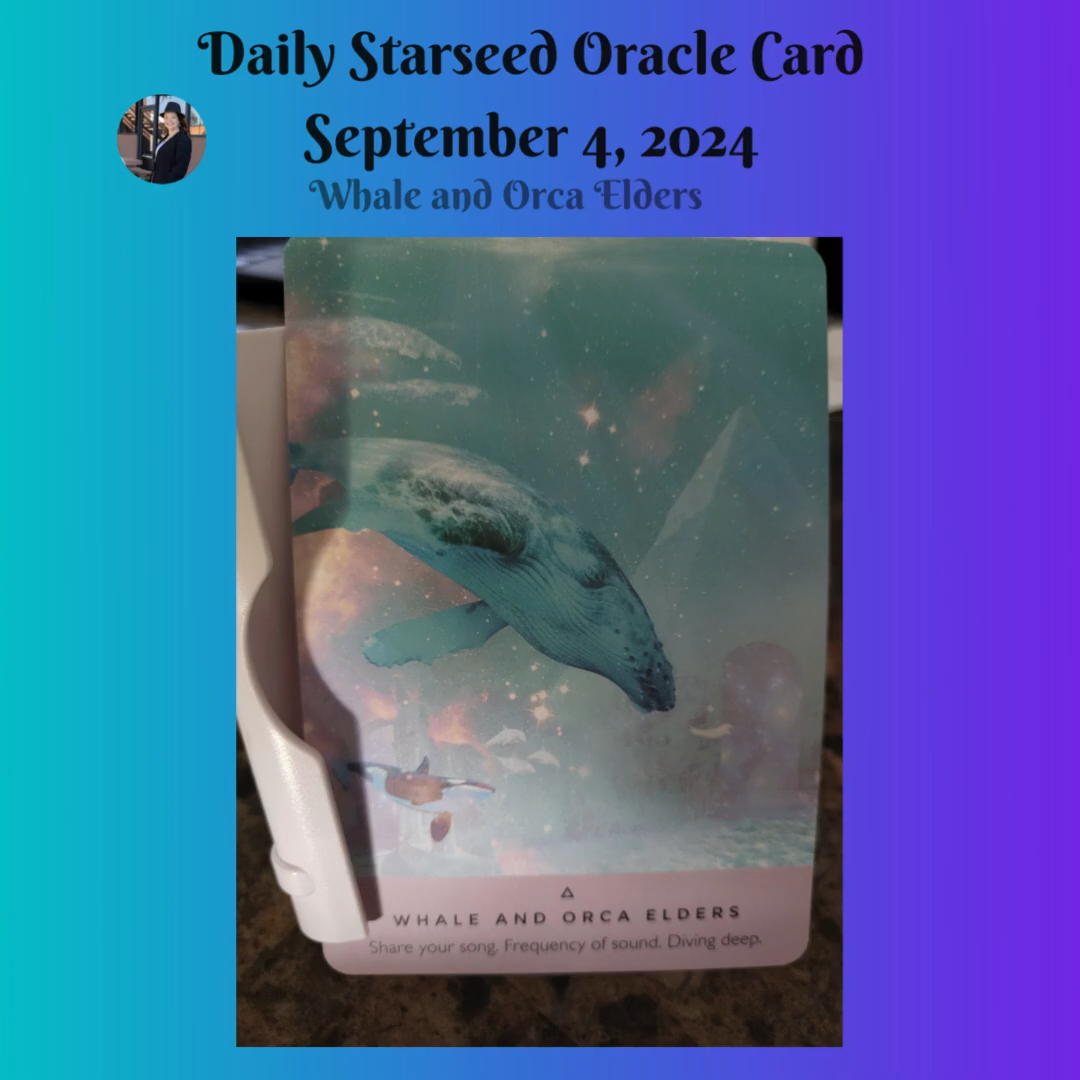 Daily Starseed Oracle Card
September 4, 2024
Whale and Orca Elders
WHALE AND ORCA ELDERS
Share your song. Frequency of sound. Diving deep.